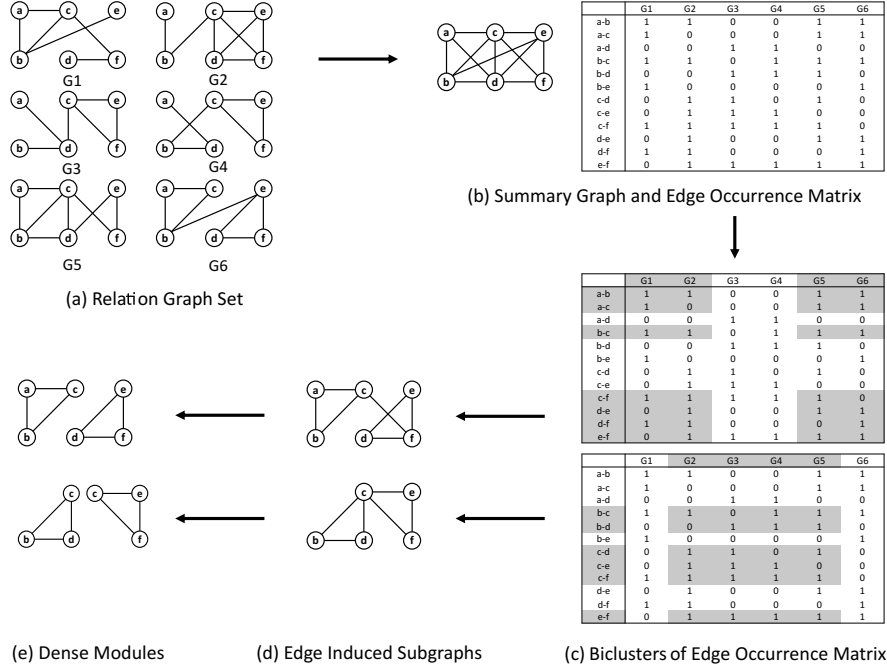 a c e
b d f
G1
a c e
b d f
G2
a c e
b d f
G3
a c e
b d f
G4
a c e
b d f
G5
a c e
b d f
G6
(a) Relation Graph Set
a c e
b d f
G1 G2 G3 G4 G5 G6
a-b 1 1 0 0 1 1
a-c 1 0 0 0 1 1
a-d 0 0 1 1 0 0
b-c 1 1 0 1 1 1
b-d 0 0 1 1 1 0
b-e 1 0 0 0 0 1
c-d 0 1 1 0 1 0
c-e 0 1 1 1 0 0
c-f 1 1 1 1 1 0
d-e 0 1 0 0 1 1
d-f 1 1 0 0 0 1
e-f 0 1 1 1 1 1
(b) Summary Graph and Edge Occurrence Matrix
G1 G2 G3 G4 G5 G6
a-b 1 1 0 0 1 1
a-c 1 0 0 0 1 1
a-d 0 0 1 1 0 0
b-c 1 1 0 1 1 1
b-d 0 0 1 1 1 0
b-e 1 0 0 0 0 1
c-d 0 1 1 0 1 0
c-e 0 1 1 1 0 0
c-f 1 1 1 1 1 0
d-e 0 1 0 0 1 1
d-f 1 1 0 0 0 1
e-f 0 1 1 1 1 1
G1 G2 G3 G4 G5 G6
a-b 1 1 0 0 1 1
a-c 1 0 0 0 1 1
a-d 0 0 1 1 0 0
b-c 1 1 0 1 1 1
b-d 0 0 1 1 1 0
b-e 1 0 0 0 0 1
c-d 0 1 1 0 1 0
c-e 0 1 1 1 0 0
c-f 1 1 1 1 1 0
d-e 0 1 0 0 1 1
d-f 1 1 0 0 0 1
e-f 0 1 1 1 1 1
a c e
b d f
a c e
b d f
c c e
b d f
c e
b d f
(e) Dense Modules
(d) Edge Induced Subgraphs
(c) Biclusters of Edge Occurrence Matrix